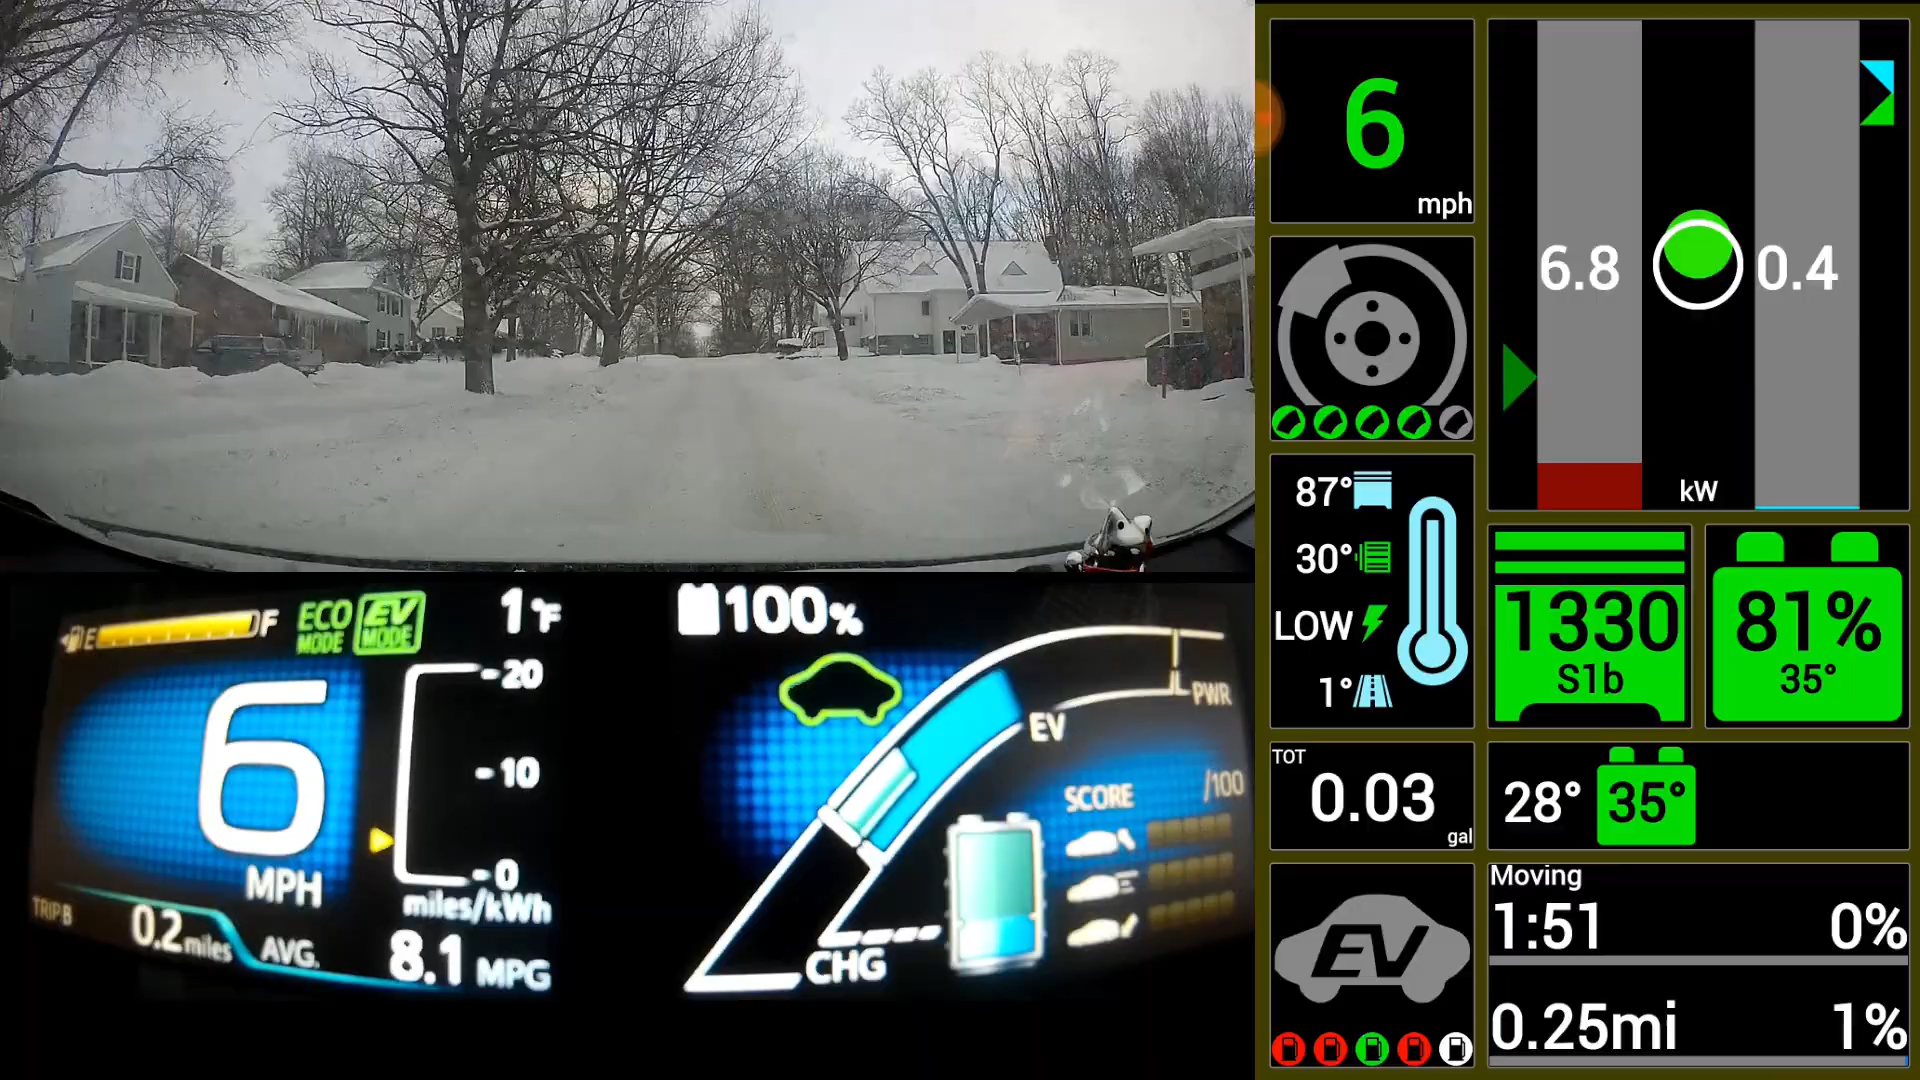 E F ECO MODE EV MODE 1°F
20
6
10
MPH
0
miles/kWh
TRIP B 0.2 miles AVG. 8.1 MPG
100%
PWR
EV
SCORE /100
CHG
6
mph
6.8 0.4
kW
87°
30°
LOW
1°
1330
S1b
81%
35°
TOT
0.03
gal
28° 35°
EV
Moving
1:51 0%
0.25mi 1%